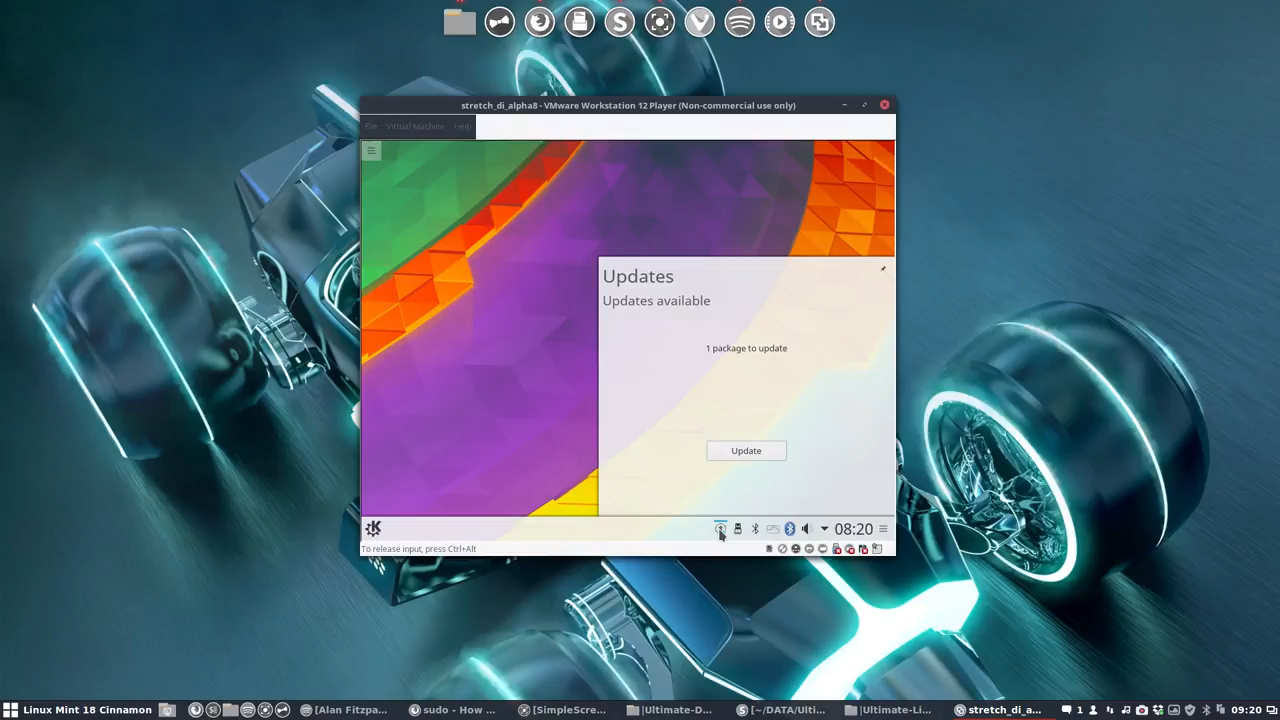 stretch_di_alpha8 - VMware Workstation 12 Player (Non-commercial use only)
File Virtual Machine Help
Updates
Updates available
1 package to update
Update
08:20
To release input, press Ctrl+Alt
Linux Mint 18 Cinnamon
[Alan Fitzpa...
sudo - How ...
[SimpleScre...
|Ultimate-D...
[~/DATA/Ulti...
|Ultimate-Li...
stretch_di_a...
1
09:20